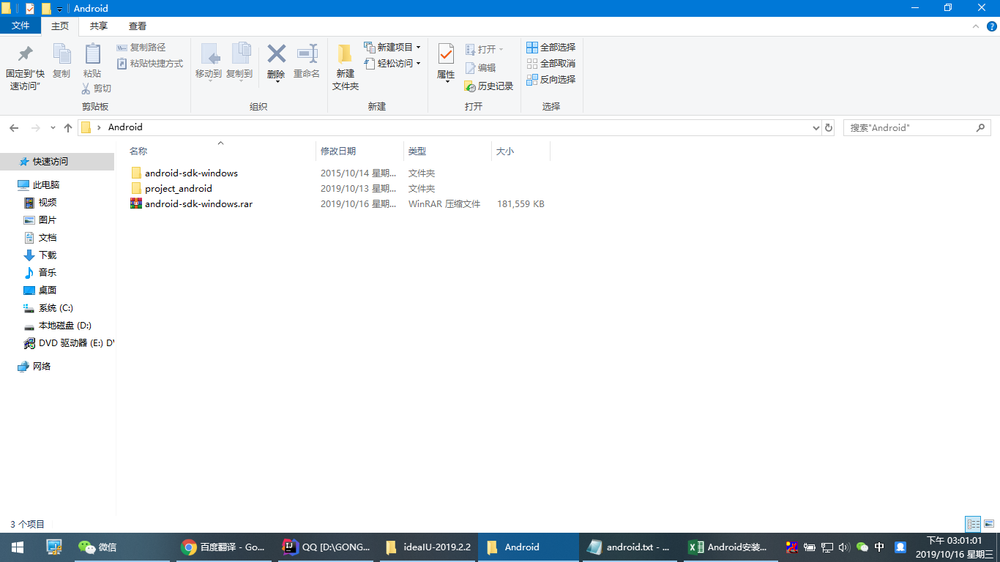 Android
文件 主页 共享 查看
固定到"快速访问"
复制
粘贴
复制路径
粘贴快捷方式
剪切
剪贴板
移动到
复制到
删除
重命名
组织
新建文件夹
新建项目
轻松访问
新建
属性
打开
编辑
历史记录
打开
全部选择
全部取消
反向选择
选择
Android
搜索"Android"
名称 修改日期 类型 大小
android-sdk-windows 2015/10/14 星期... 文件夹
project_android 2019/10/13 星期... 文件夹
android-sdk-windows.rar 2019/10/16 星期... WinRAR 压缩文件 181,559 KB
快速访问
此电脑
视频
图片
文档
下载
音乐
桌面
系统 (C:)
本地磁盘 (D:)
DVD 驱动器 (E:) D
网络
3 个项目
微信
百度翻译 - Go...
QQ [D:\GONG...
ideaIU-2019.2.2
Android
android.txt - ...
Android安装...
中
下午 03:01:01
2019/10/16 星期三